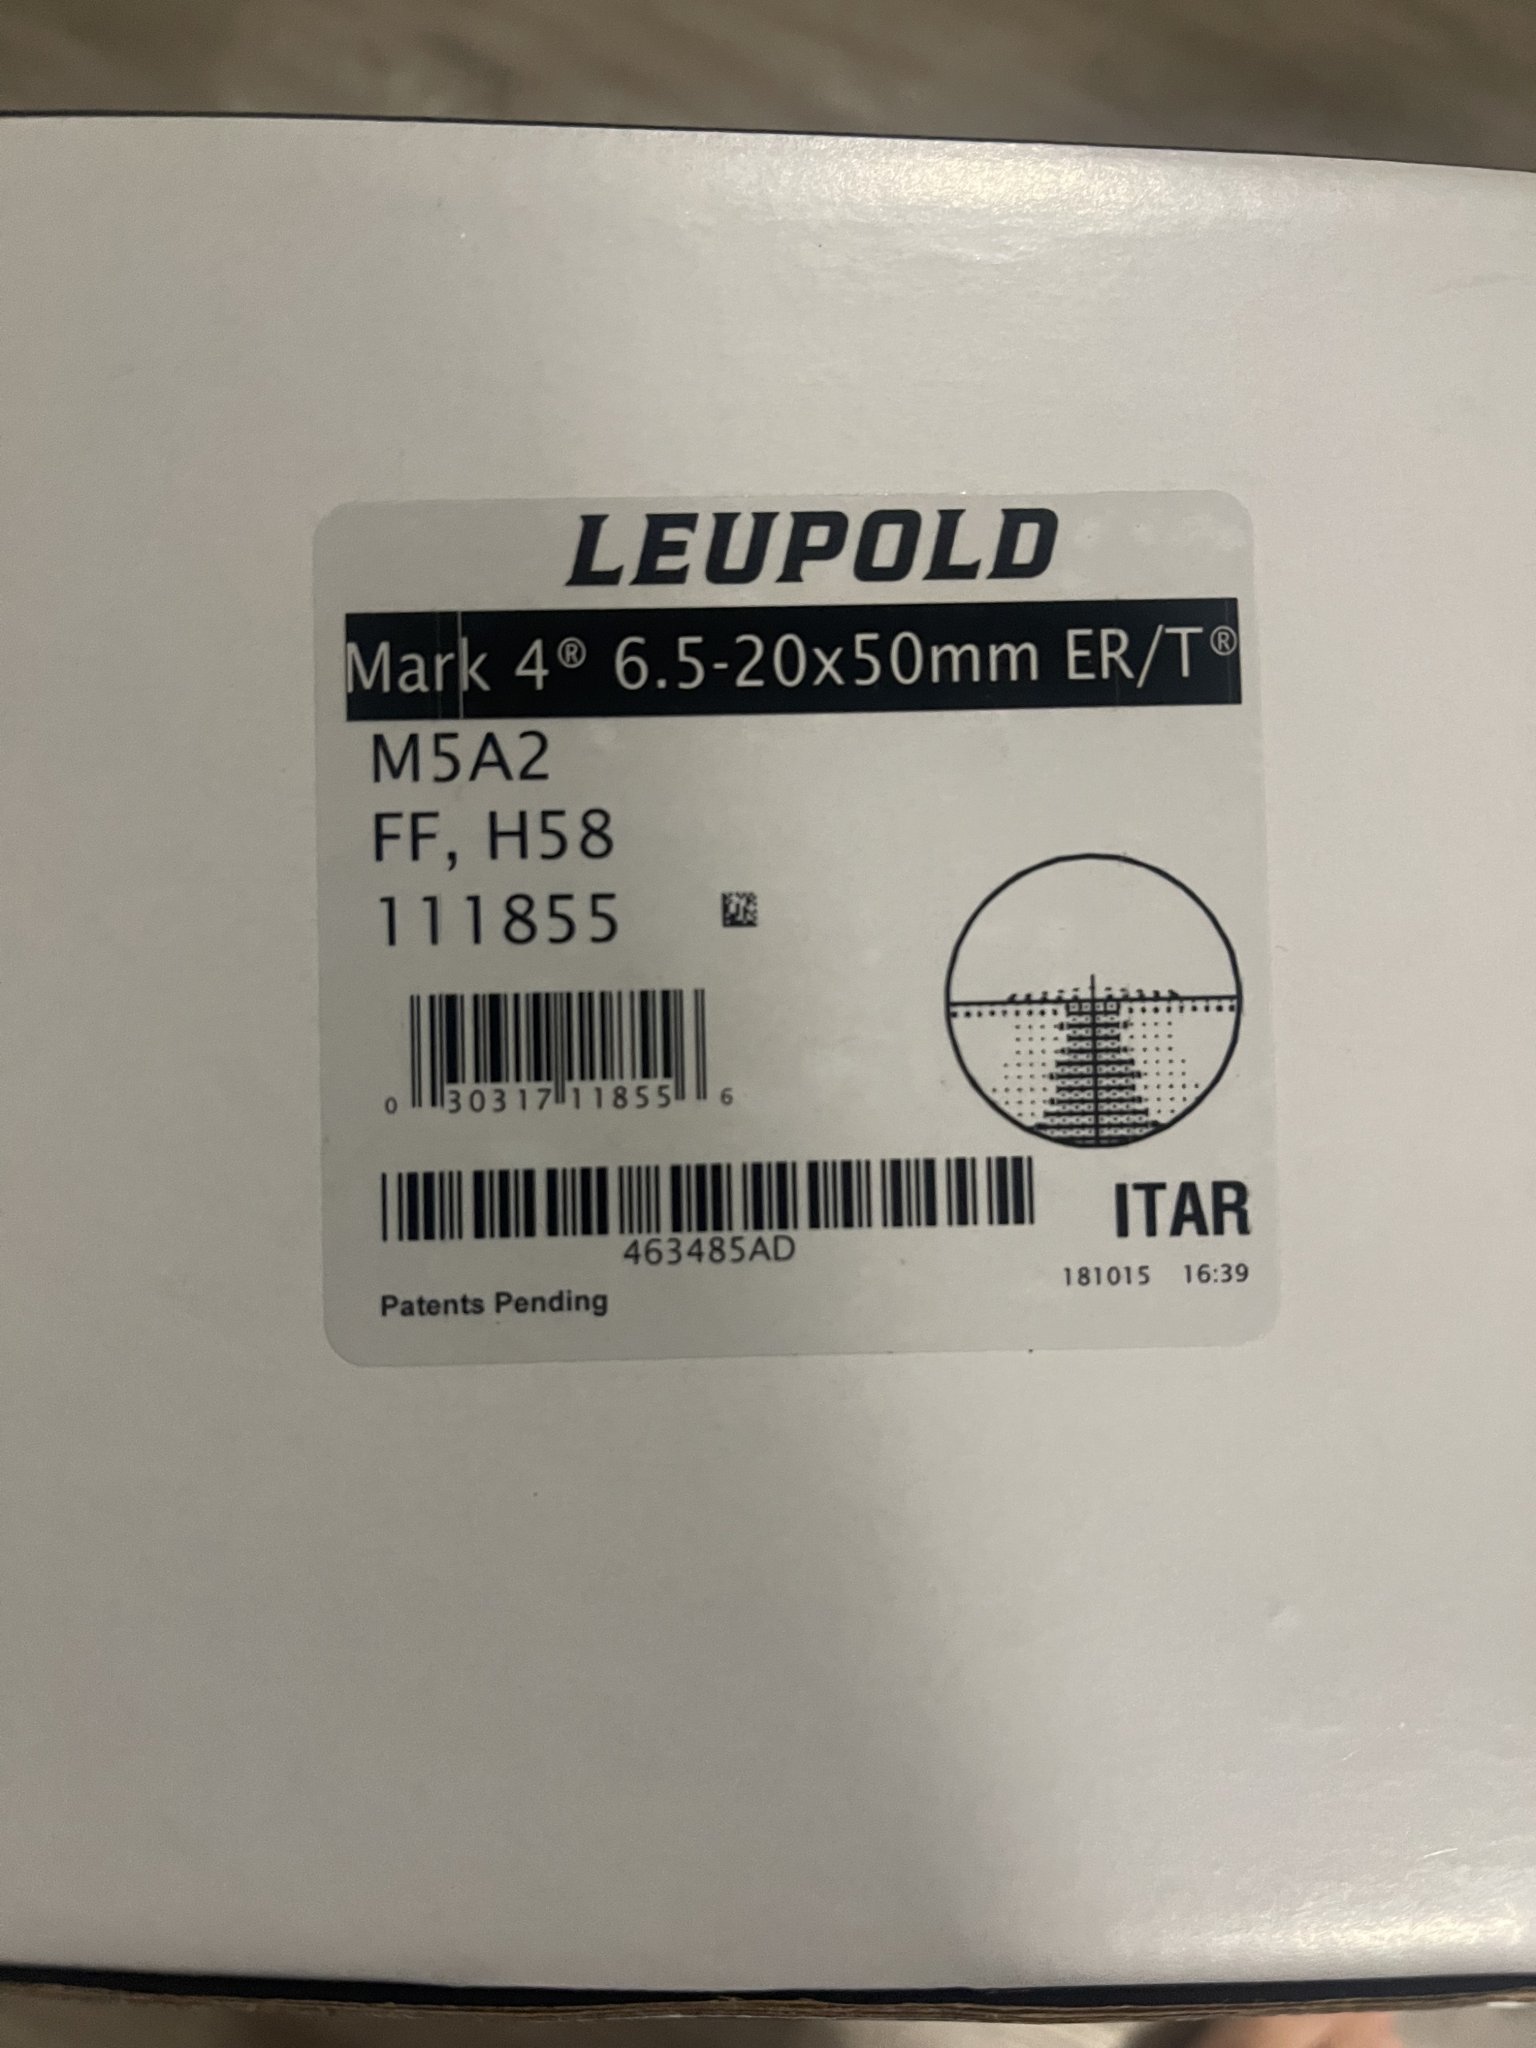 LEUPOLD
Mark 4® 6.5-20x50mm ER/T®
M5A2
FF, H58
111855
0 30317 11855 6
463485AD
ITAR
181015 16:39
Patents Pending